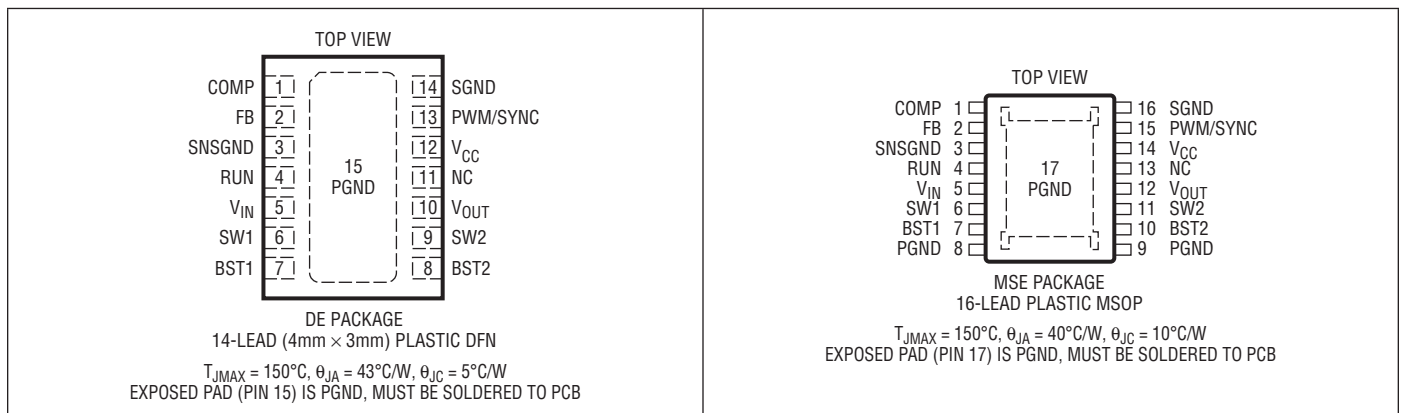 TOP VIEW
COMP 1 14 SGND
FB 2 13 PWM/SYNC
SNSGND 3 12 VCC
RUN 4 11 NC
VIN 5 10 VOUT
SW1 6 9 SW2
BST1 7 8 BST2
15
PGND
DE PACKAGE
14-LEAD (4mm × 3mm) PLASTIC DFN
TJMAX = 150°C, θJA = 43°C/W, θJC = 5°C/W
EXPOSED PAD (PIN 15) IS PGND, MUST BE SOLDERED TO PCB
TOP VIEW
COMP 1 16 SGND
FB 2 15 PWM/SYNC
SNSGND 3 14 VCC
RUN 4 13 NC
VIN 5 12 VOUT
SW1 6 11 SW2
BST1 7 10 BST2
PGND 8 9 PGND
17
PGND
MSE PACKAGE
16-LEAD PLASTIC MSOP
TJMAX = 150°C, θJA = 40°C/W, θJC = 10°C/W
EXPOSED PAD (PIN 17) IS PGND, MUST BE SOLDERED TO PCB